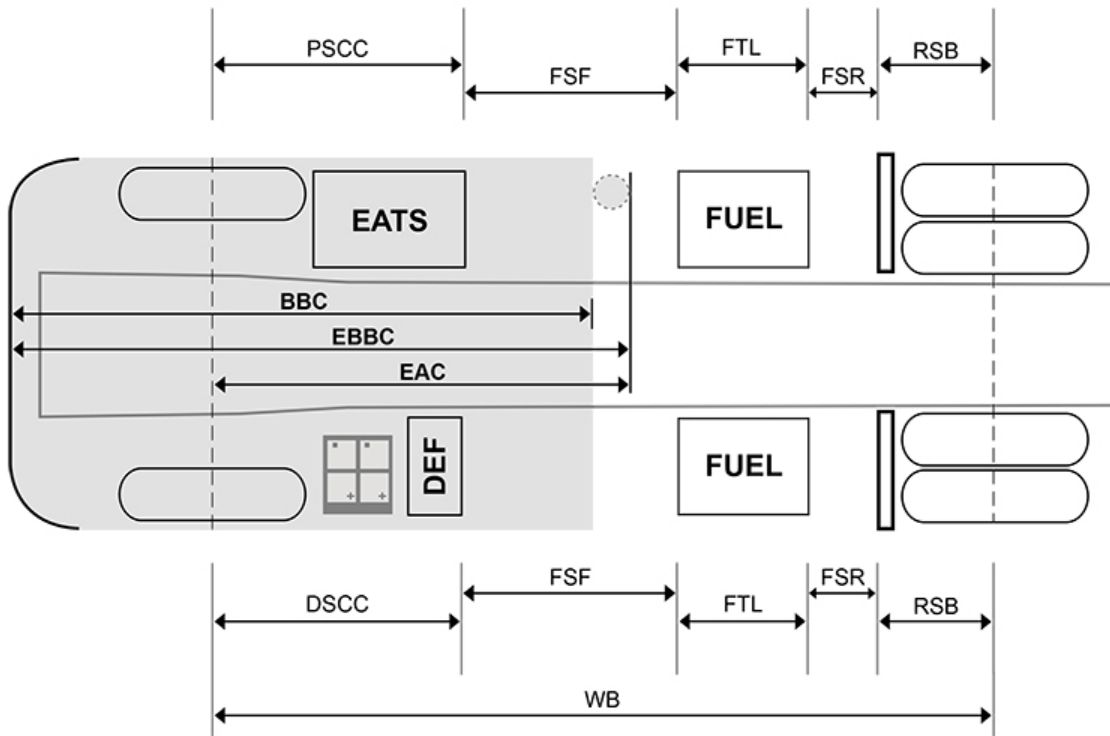 PSCC
FTL
RSB
FSF
FSR
EATS
FUEL
BBC
EBBC
EAC
DEF
FUEL
FSF
FSR
DSCC
FTL
RSB
WB